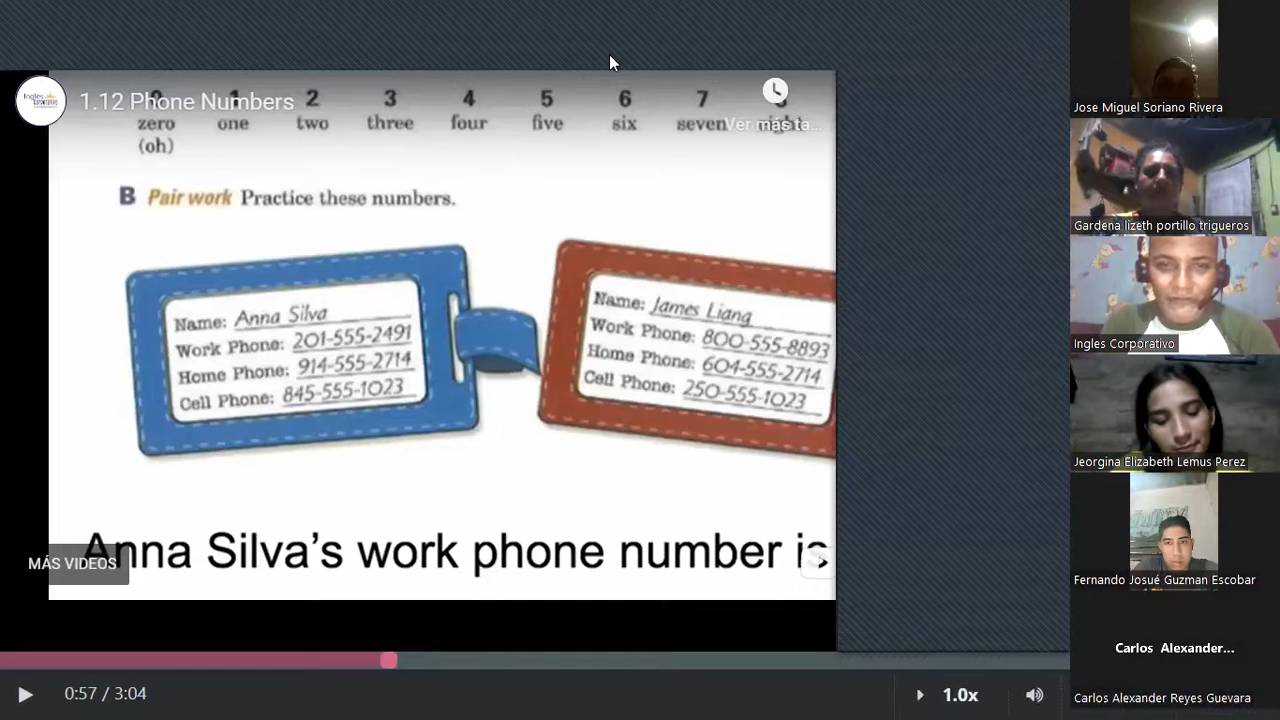 1.12 Phone Numbers
1 2 3 4 5 6 7
zero one two three four five six seven
(oh)
Ver más ta...
B Pair work Practice these numbers.
Name: Anna Silva
Work Phone: 201-555-2491
Home Phone: 914-555-2714
Cell Phone: 845-555-1023
Name: James Liang
Work Phone: 800-555-8893
Home Phone: 604-555-2714
Cell Phone: 250-555-1023
Anna Silva's work phone number is
MÁS VIDEOS
0:57 / 3:04
1.0x
Jose Miguel Soriano Rivera
Gardena lizeth portillo trigueros
Ingles Corporativo
Jeorgina Elizabeth Lemus Perez
Fernando Josué Guzman Escobar
Carlos Alexander...
Carlos Alexander Reyes Guevara